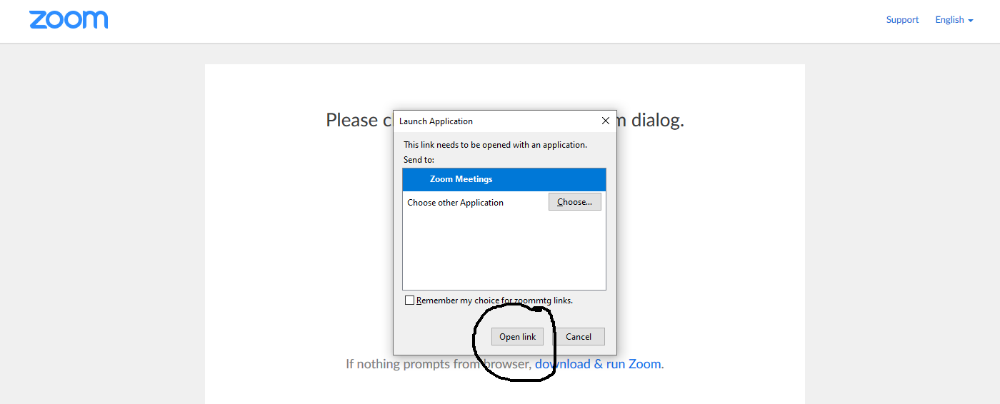 zoom
Support English
Please c m dialog.
Launch Application
This link needs to be opened with an application.
Send to:
Zoom Meetings
Choose other Application Choose...
Remember my choice for zoommtg links.
Open link Cancel
If nothing prompts from browser, download & run Zoom.